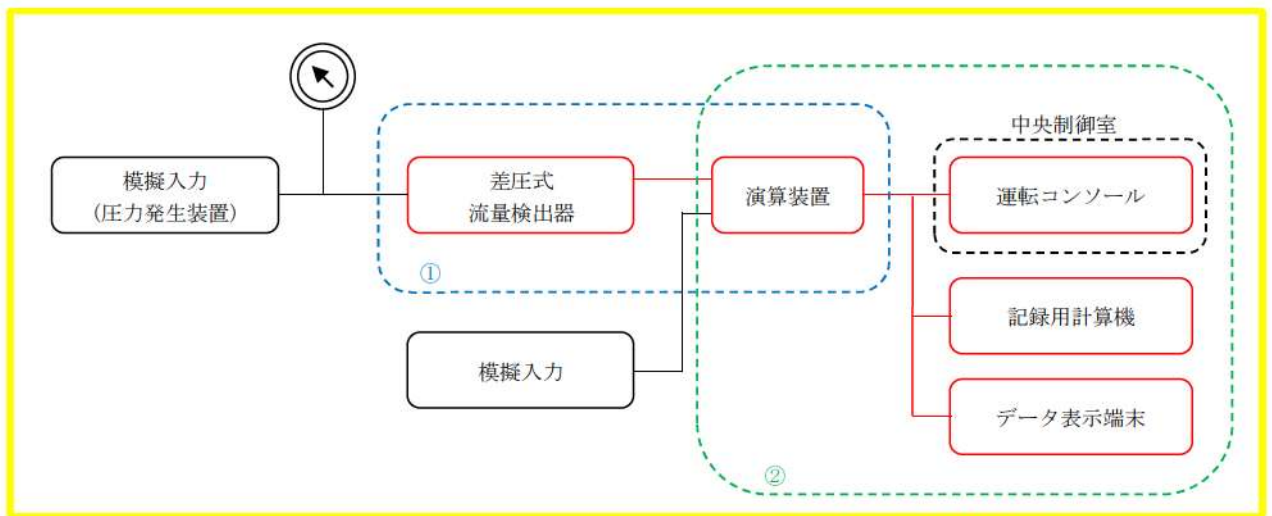 中央制御室
模擬入力
(圧力発生装置)
差圧式
流量検出器
演算装置
運転コンソール
①
記録用計算機
模擬入力
データ表示端末
②